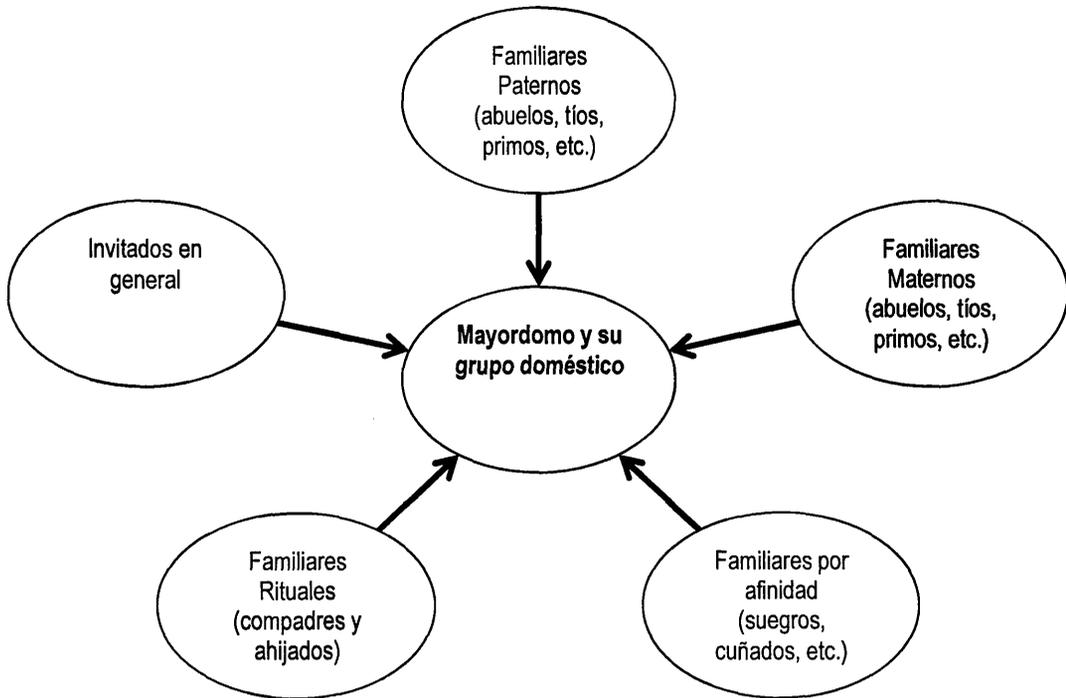 Familiares
Paternos
(abuelos, tíos,
primos, etc.)
Invitados en
general
Familiares
Maternos
(abuelos, tíos,
primos, etc.)
Mayordomo y su
grupo doméstico
Familiares
Rituales
(compadres y
ahijados)
Familiares por
afinidad
(suegros,
cuñados, etc.)